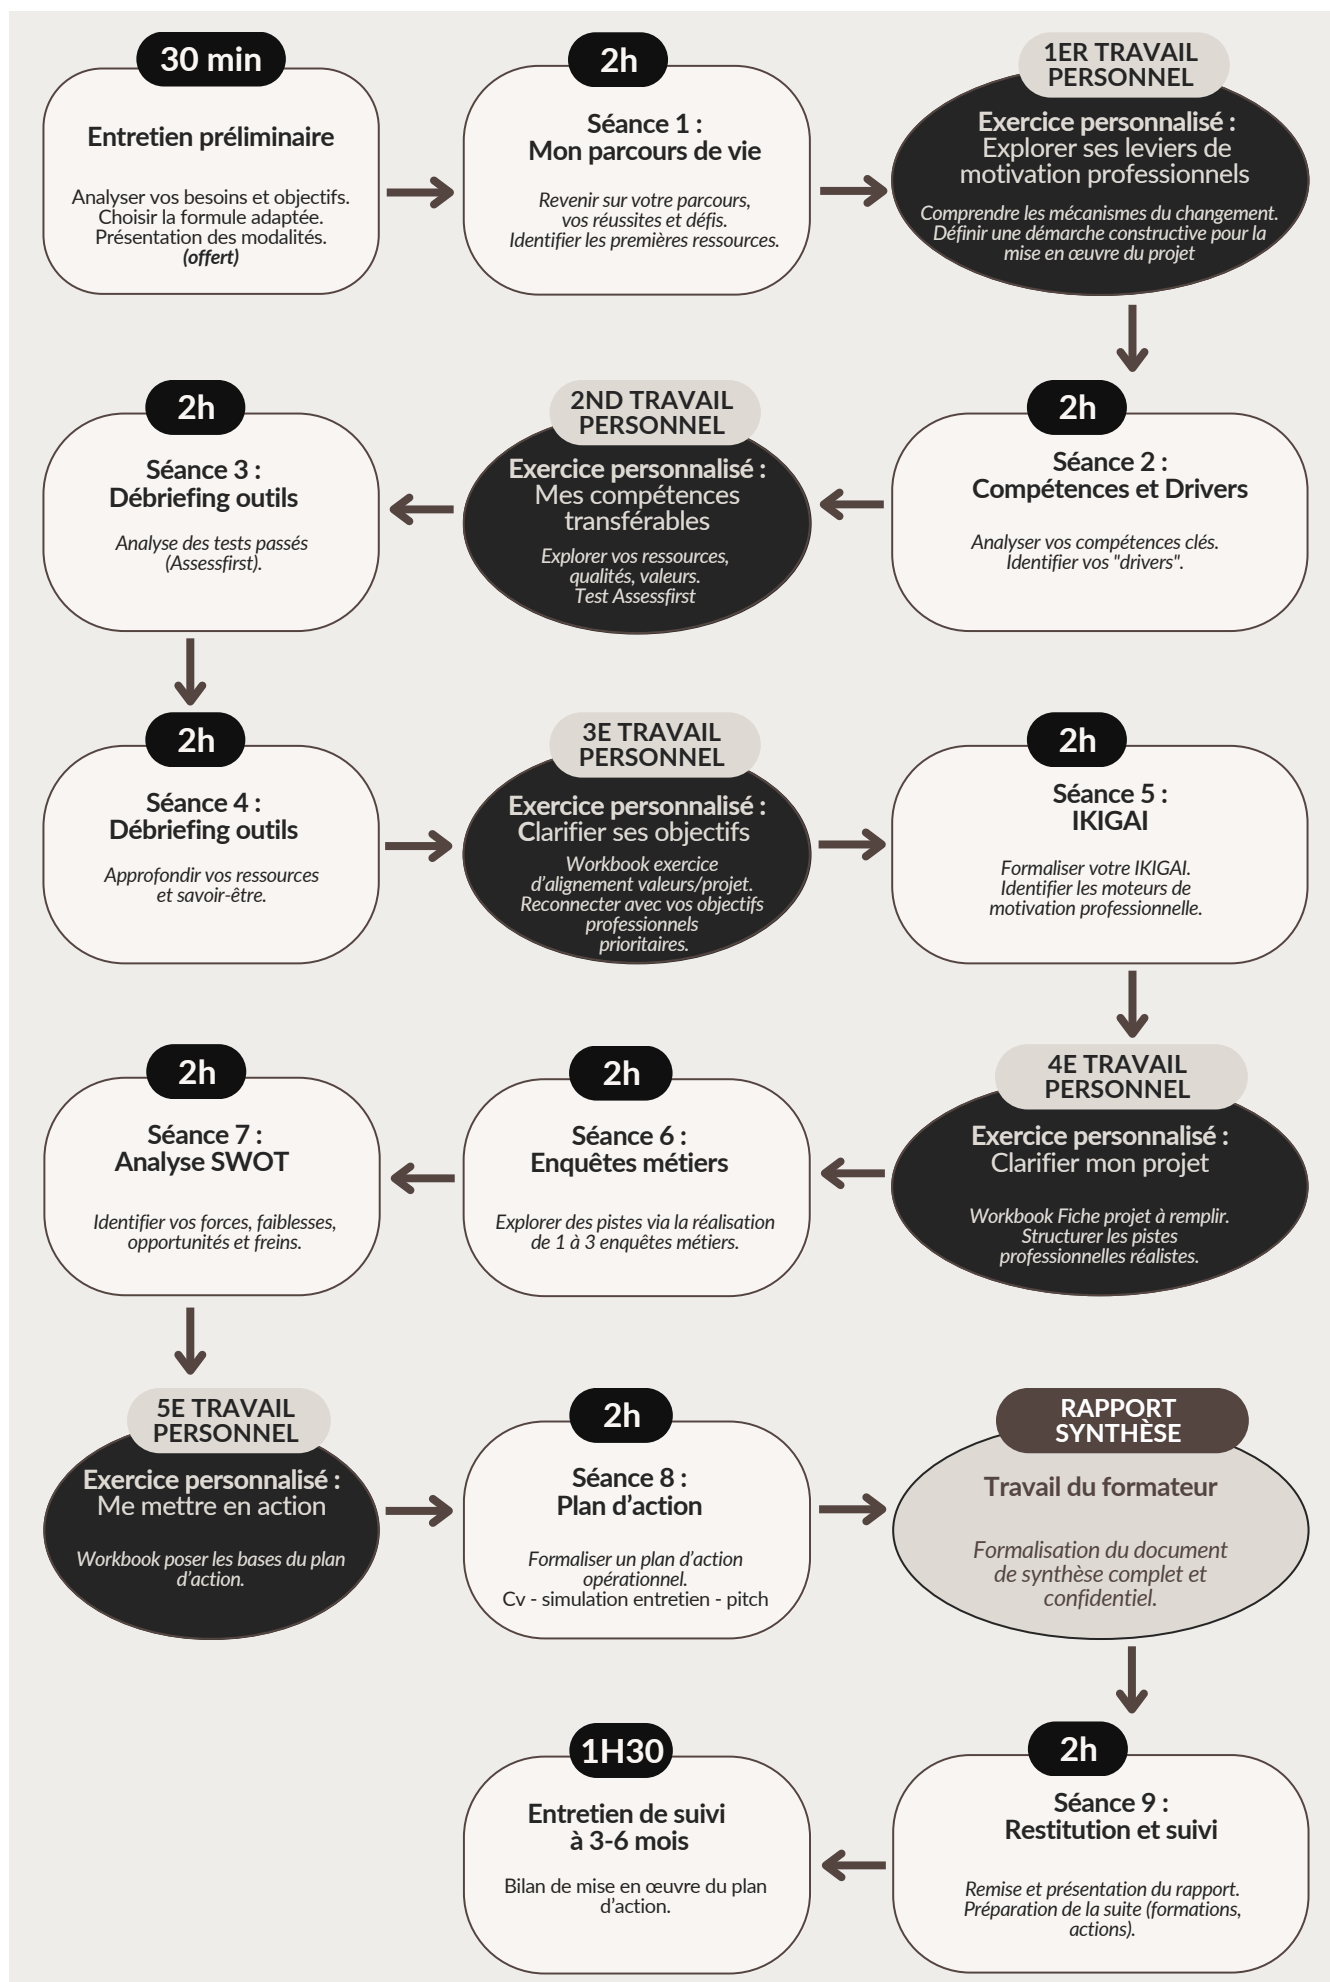 30 min
Entretien préliminaire
Analyser vos besoins et objectifs.
Choisir la formule adaptée.
Présentation des modalités.
(offert)
2h
Séance 1 :
Mon parcours de vie
Revenir sur votre parcours,
vos réussites et défis.
Identifier les premières ressources.
1ER TRAVAIL
PERSONNEL
Exercice personnalisé :
Explorer ses leviers de
motivation professionnels
Comprendre les mécanismes du changement.
Définir une démarche constructive pour la
mise en œuvre du projet
2h
Séance 2 :
Compétences et Drivers
Analyser vos compétences clés.
Identifier vos "drivers".
2ND TRAVAIL
PERSONNEL
Exercice personnalisé :
Mes compétences
transférables
Explorer vos ressources,
qualités, valeurs.
Test Assessfirst
2h
Séance 3 :
Débriefing outils
Analyse des tests passés
(Assessfirst).
2h
Séance 4 :
Débriefing outils
Approfondir vos ressources
et savoir-être.
3E TRAVAIL
PERSONNEL
Exercice personnalisé :
Clarifier ses objectifs
Workbook exercice
d'alignement valeurs/projet.
Reconnecter avec vos objectifs
professionnels
prioritaires.
2h
Séance 5 :
IKIGAI
Formaliser votre IKIGAI.
Identifier les moteurs de
motivation professionnelle.
4E TRAVAIL
PERSONNEL
Exercice personnalisé :
Clarifier mon projet
Workbook Fiche projet à remplir.
Structurer les pistes
professionnelles réalistes.
2h
Séance 6 :
Enquêtes métiers
Explorer des pistes via la réalisation
de 1 à 3 enquêtes métiers.
2h
Séance 7 :
Analyse SWOT
Identifier vos forces, faiblesses,
opportunités et freins.
5E TRAVAIL
PERSONNEL
Exercice personnalisé :
Me mettre en action
Workbook poser les bases du plan
d'action.
2h
Séance 8 :
Plan d'action
Formaliser un plan d'action
opérationnel.
Cv - simulation entretien - pitch
RAPPORT
SYNTHÈSE
Travail du formateur
Formalisation du document
de synthèse complet et
confidentiel.
2h
Séance 9 :
Restitution et suivi
Remise et présentation du rapport.
Préparation de la suite (formations,
actions).
1H30
Entretien de suivi
à 3-6 mois
Bilan de mise en œuvre du plan
d'action.